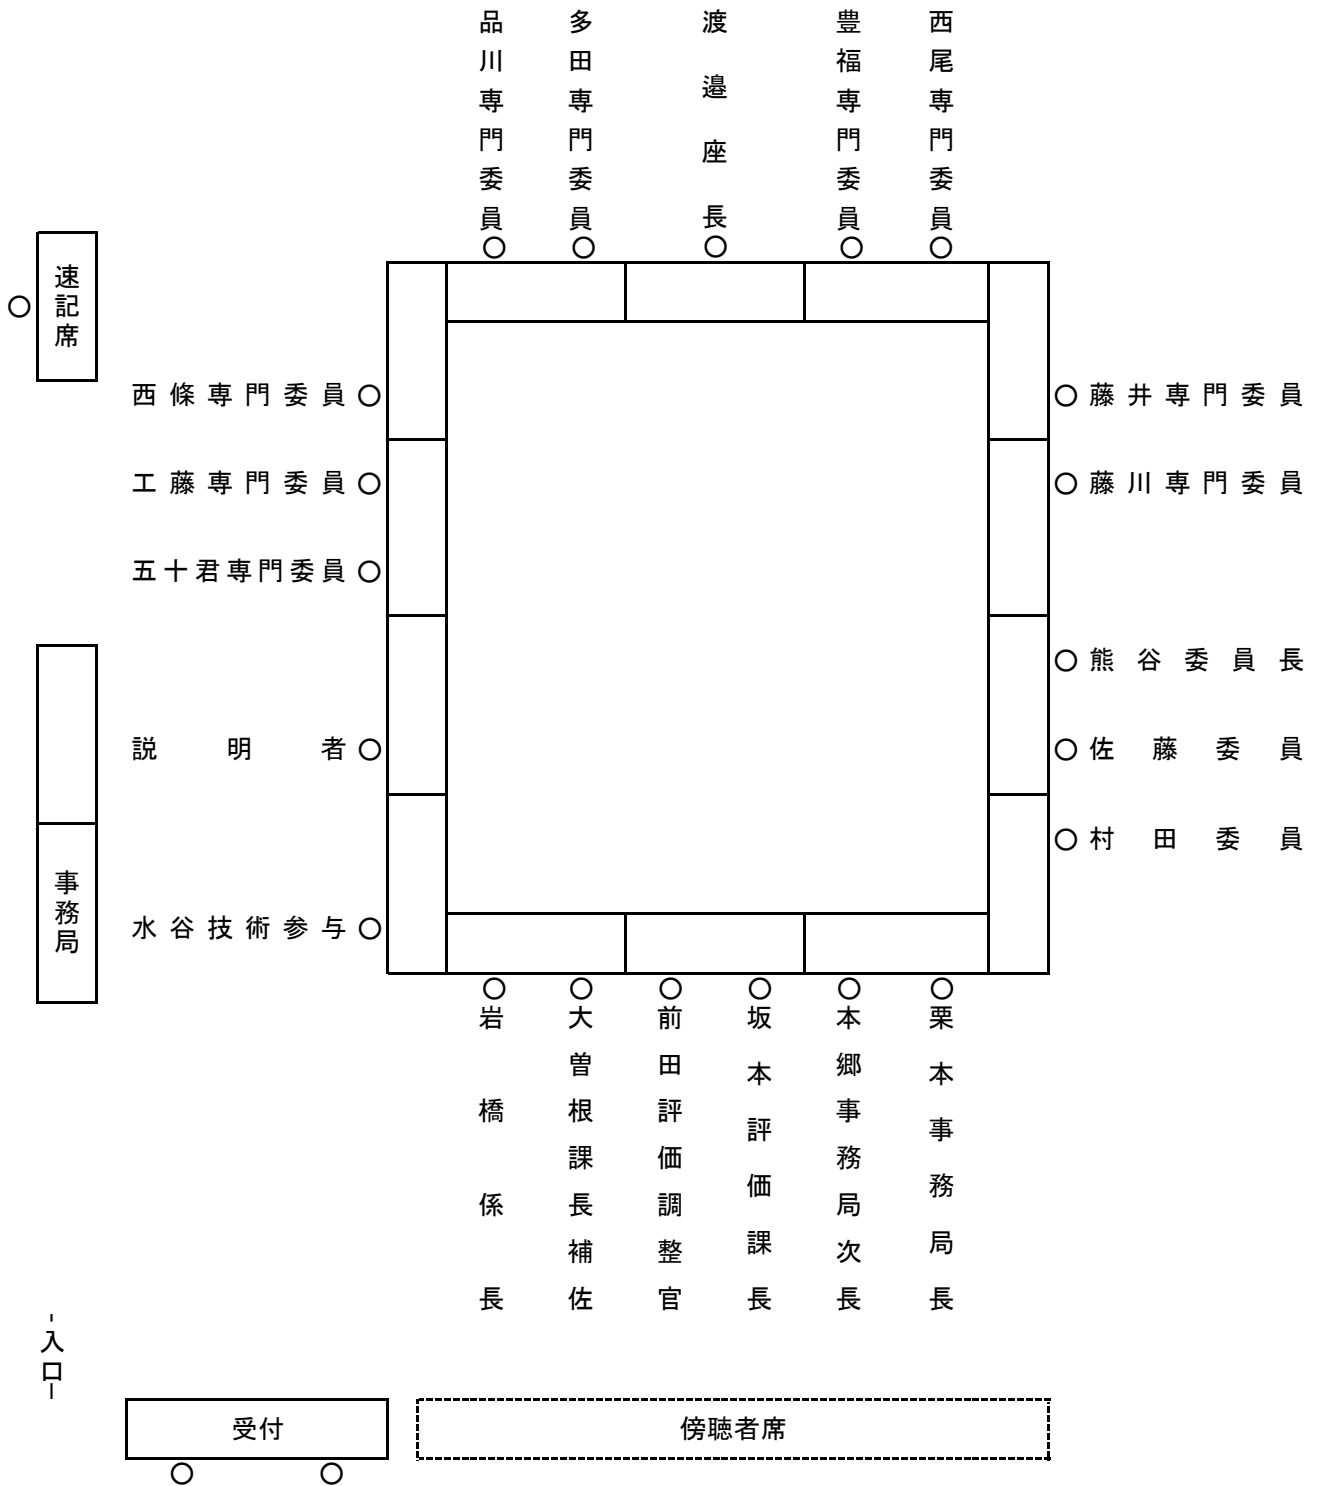 品川専門委員
多田専門委員
渡邉座長
豊福専門委員
西尾専門委員
速記席
西條専門委員
藤井専門委員
工藤専門委員
藤川専門委員
五十君専門委員
熊谷委員長
説明者
佐藤委員
村田委員
事務局
水谷技術参与
岩橋係長
大曽根課長補佐
前田評価調整官
坂本評価課長
本郷事務局次長
栗本事務局長
入口
受付
傍聴者席